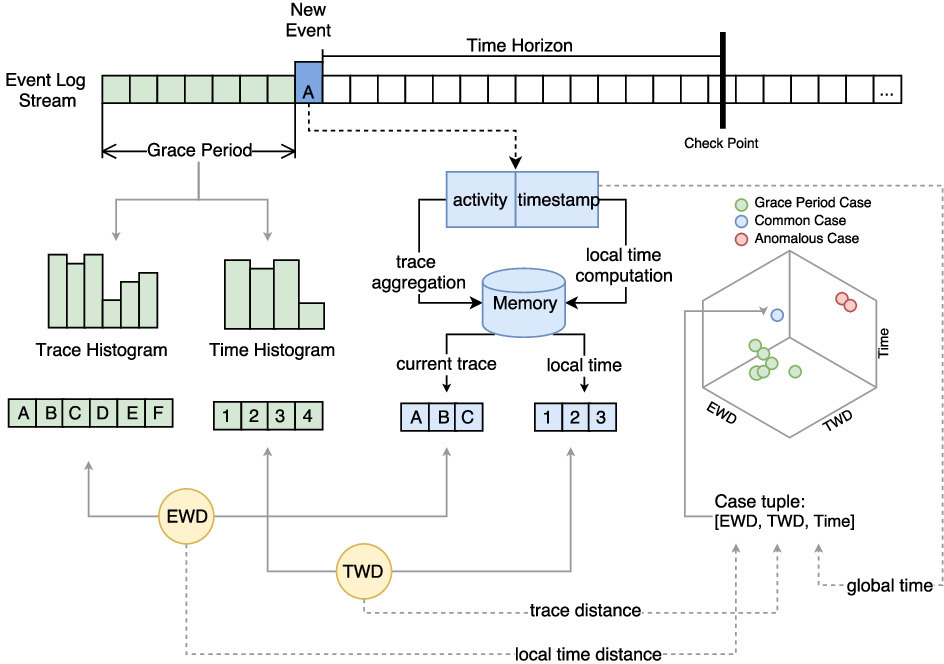 New
Event
Time Horizon
Event Log
Stream
A
...
Check Point
Grace Period
activity
timestamp
Grace Period Case
Common Case
Anomalous Case
trace
aggregation
local time
computation
Memory
Time
EWD
TWD
Trace Histogram
Time Histogram
current trace
local time
A B C D E F
1 2 3 4
A B C
1 2 3
EWD
TWD
Case tuple:
[EWD, TWD, Time]
global time
trace distance
local time distance